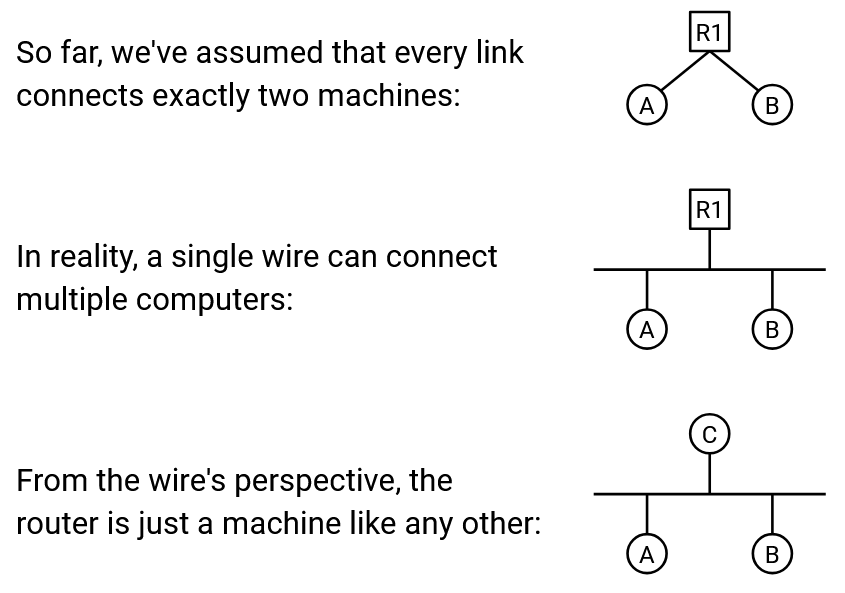 So far, we've assumed that every link
connects exactly two machines:
R1
A
B
In reality, a single wire can connect
multiple computers:
R1
A
B
From the wire's perspective, the
router is just a machine like any other:
C
A
B